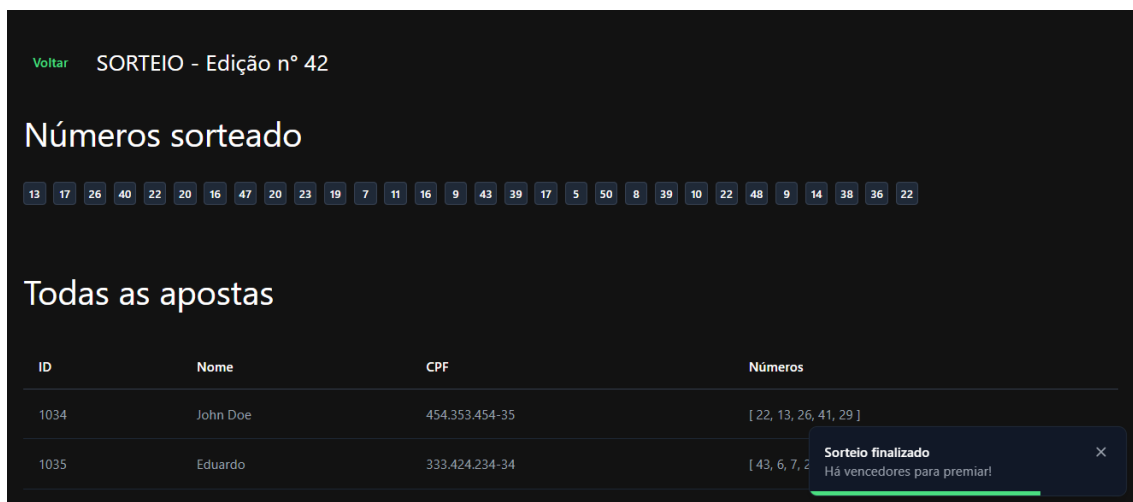 Voltar SORTEIO - Edição n° 42
Números sorteado
13 17 26 40 22 20 16 47 20 23 19 7 11 16 9 43 39 17 5 50 8 39 10 22 48 9 14 38 36 22
Todas as apostas
ID Nome CPF Números
1034 John Doe 454.353.454-35 [ 22, 13, 26, 41, 29 ]
1035 Eduardo 333.424.234-34 [ 43, 6, 7, 2
Sorteio finalizado
Há vencedores para premiar!